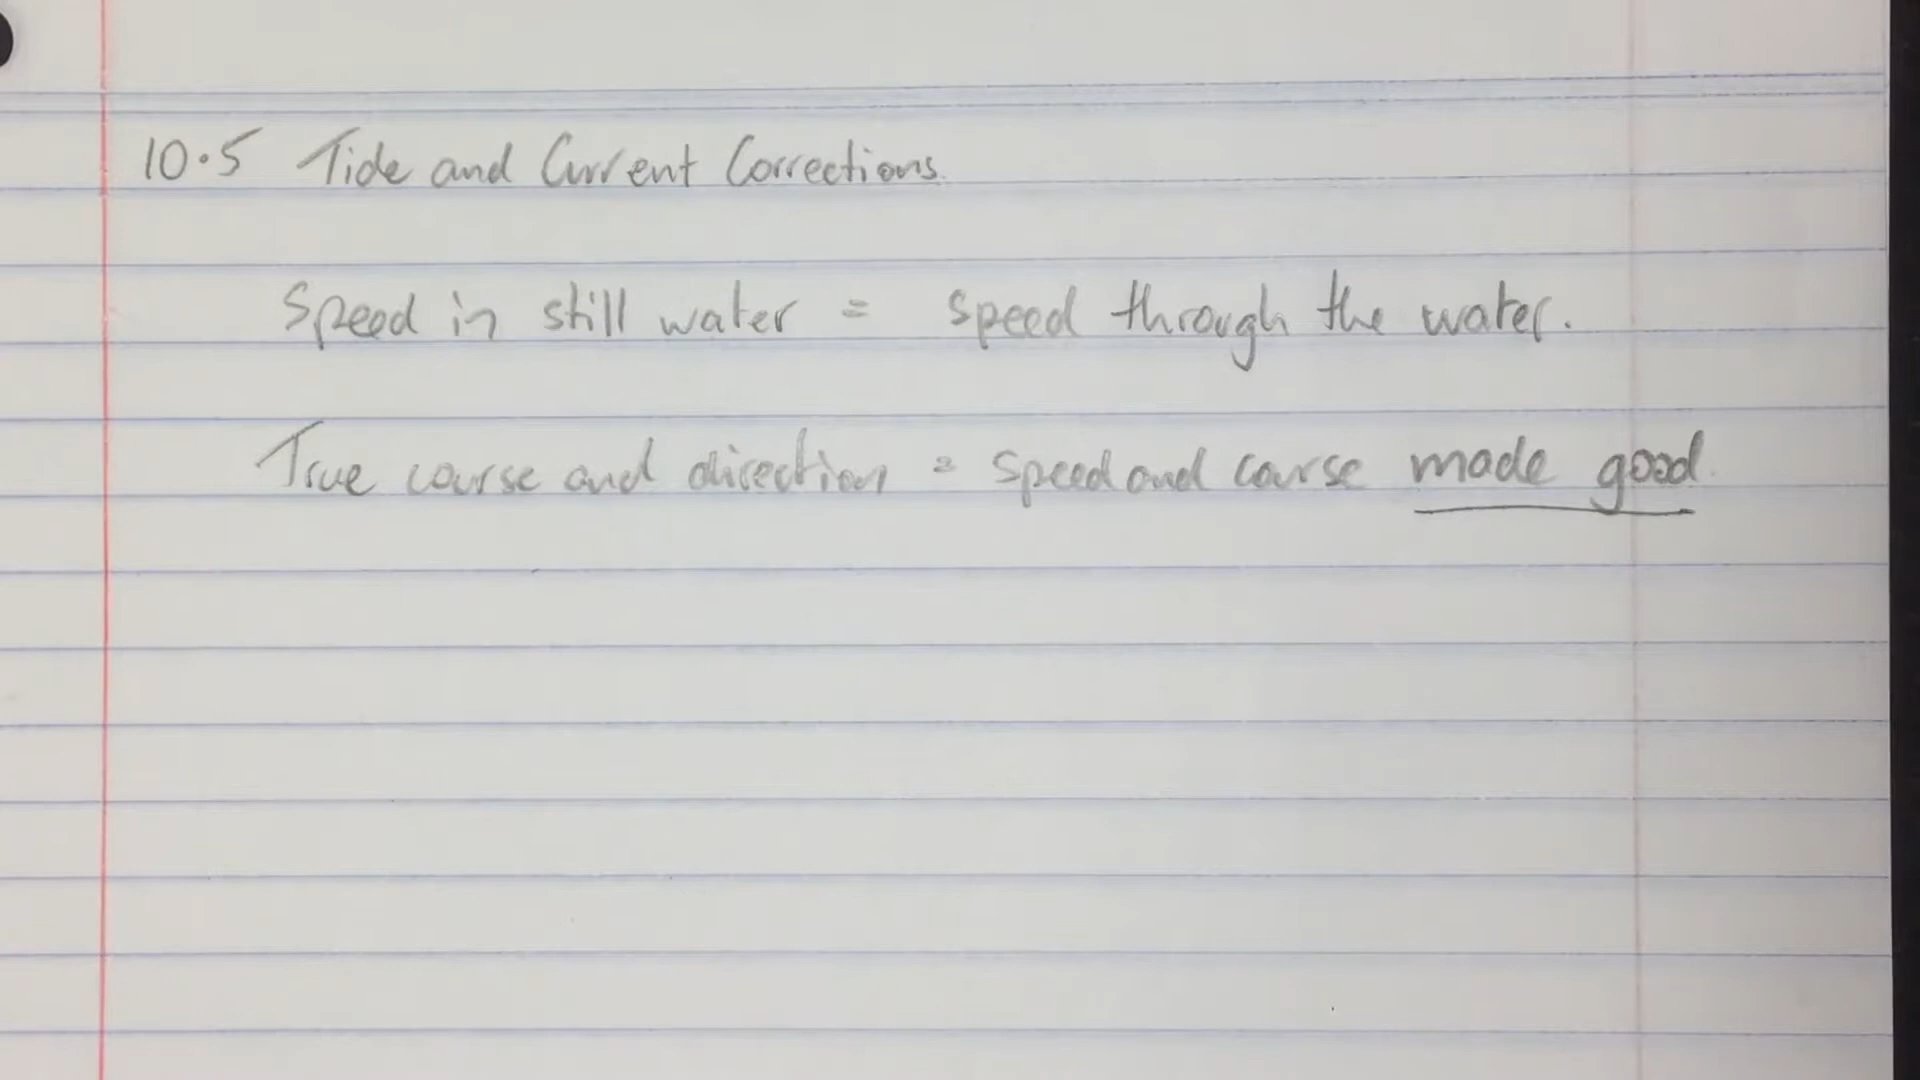 10.5 Tide and Current Corrections.
Speed in still water = speed through the water.
True course and direction = speed and course made good.